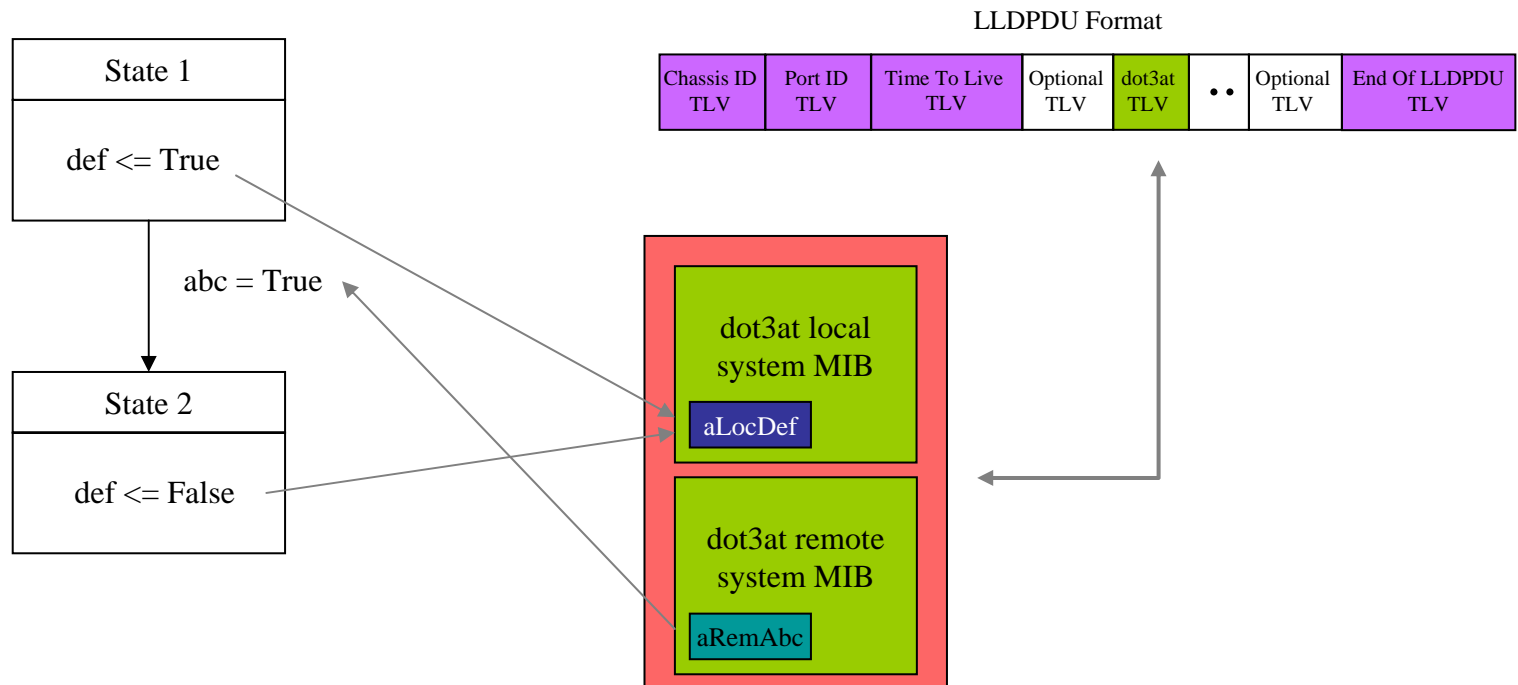 LLDPDU Format
Chassis ID
TLV
Port ID
TLV
Time To Live
TLV
Optional
TLV
dot3at
TLV
..
Optional
TLV
End Of LLDPDU
TLV
State 1
def <= True
abc = True
State 2
def <= False
dot3at local
system MIB
aLocDef
dot3at remote
system MIB
aRemAbc